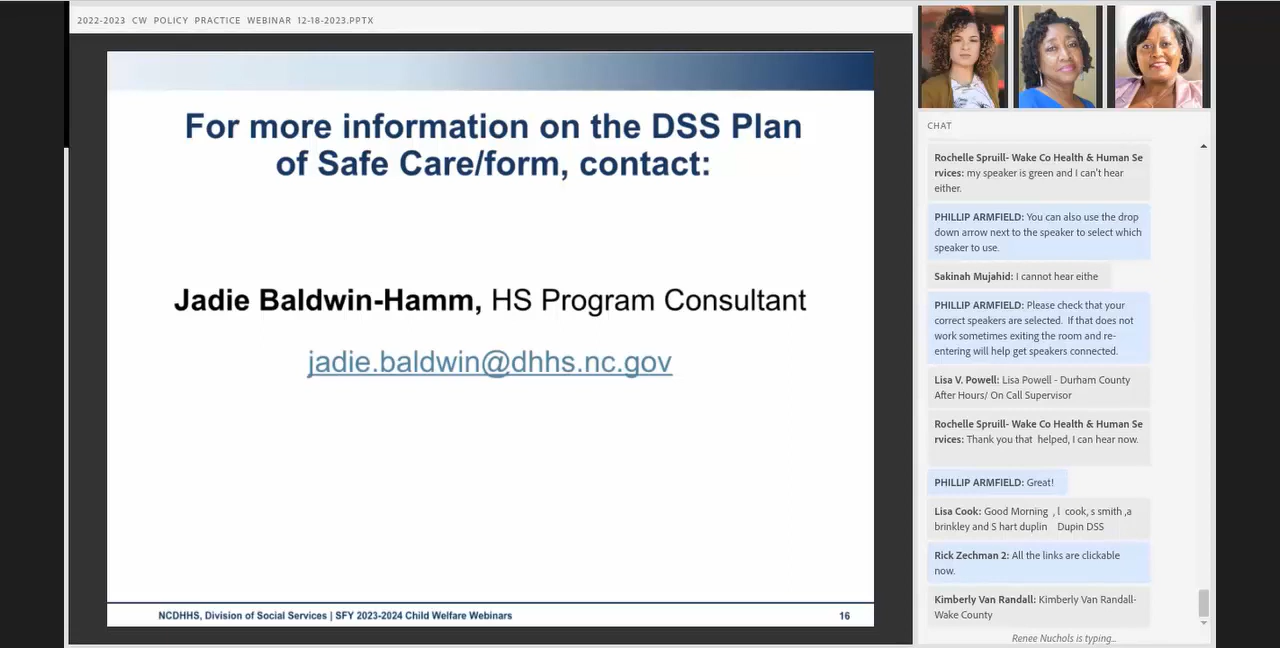 2022-2023 CW POLICY PRACTICE WEBINAR 12-18-2023.PPTX
For more information on the DSS Plan
of Safe Care/form, contact:
Jadie Baldwin-Hamm, HS Program Consultant
jadie.baldwin@dhhs.nc.gov
NCDHHS, Division of Social Services | SFY 2023-2024 Child Welfare Webinars
16
CHAT
Rochelle Spruill- Wake Co Health & Human Se
rvices: my speaker is green and I can't hear
either.
PHILLIP ARMFIELD: You can also use the drop
down arrow next to the speaker to select which
speaker to use.
Sakinah Mujahid: I cannot hear eithe
PHILLIP ARMFIELD: Please check that your
correct speakers are selected. If that does not
work sometimes exiting the room and re-
entering will help get speakers connected.
Lisa V. Powell: Lisa Powell - Durham County
After Hours/ On Call Supervisor
Rochelle Spruill- Wake Co Health & Human Se
rvices: Thank you that helped, I can hear now.
PHILLIP ARMFIELD: Great!
Lisa Cook: Good Morning , l cook, s smith ,a
brinkley and S hart duplin Dupin DSS
Rick Zechman 2: All the links are clickable
now.
Kimberly Van Randall: Kimberly Van Randall-
Wake County
Renee Nuchols is typing...